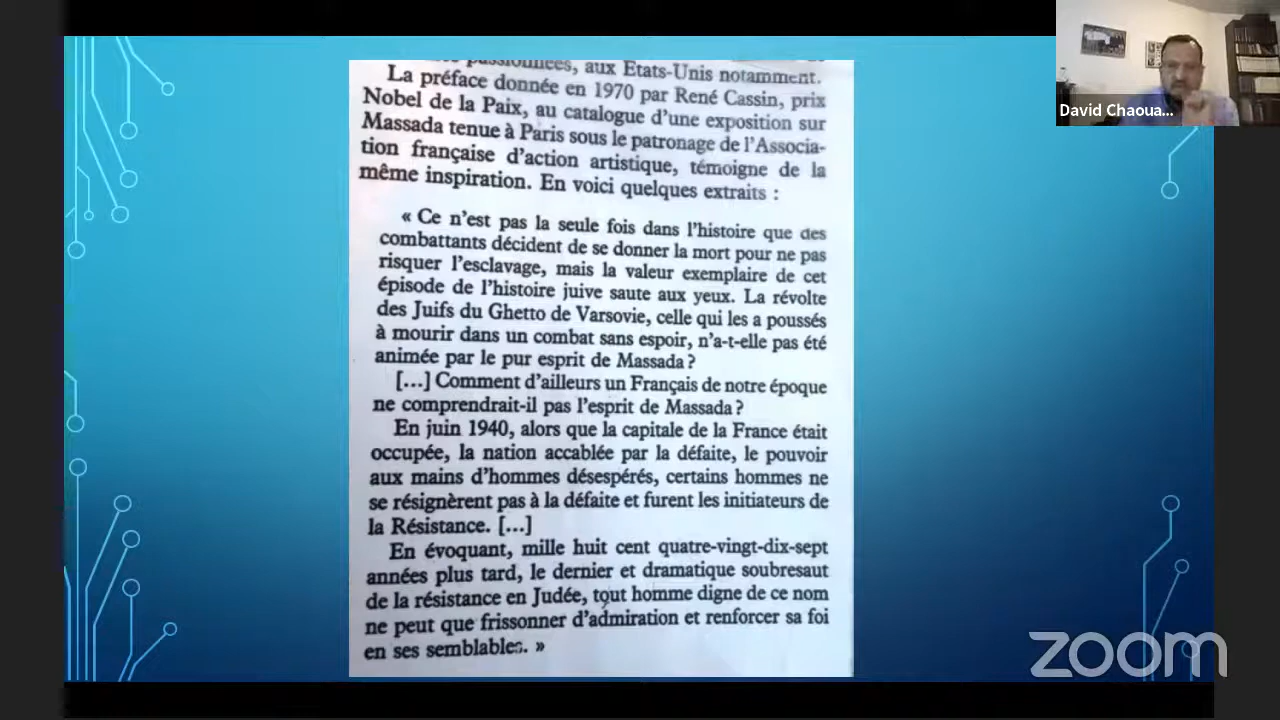 passionnées, aux Etats-Unis notamment.
La préface donnée en 1970 par René Cassin, prix
Nobel de la Paix, au catalogue d'une exposition sur
Massada tenue à Paris sous le patronage de l'Associa-
tion française d'action artistique, témoigne de la
même inspiration. En voici quelques extraits :
« Ce n'est pas la seule fois dans l'histoire que des
combattants décident de se donner la mort pour ne pas
risquer l'esclavage, mais la valeur exemplaire de cet
épisode de l'histoire juive saute aux yeux. La révolte
des Juifs du Ghetto de Varsovie, celle qui les a poussés
à mourir dans un combat sans espoir, n'a-t-elle pas été
animée par le pur esprit de Massada ?
[...] Comment d'ailleurs un Français de notre époque
ne comprendrait-il pas l'esprit de Massada ?
En juin 1940, alors que la capitale de la France était
occupée, la nation accablée par la défaite, le pouvoir
aux mains d'hommes désespérés, certains hommes ne
se résignèrent pas à la défaite et furent les initiateurs de
la Résistance. [...]
En évoquant, mille huit cent quatre-vingt-dix-sept
années plus tard, le dernier et dramatique soubresaut
de la résistance en Judée, tout homme digne de ce nom
ne peut que frissonner d'admiration et renforcer sa foi
en ses semblables. »
David Chaoua...
zoom